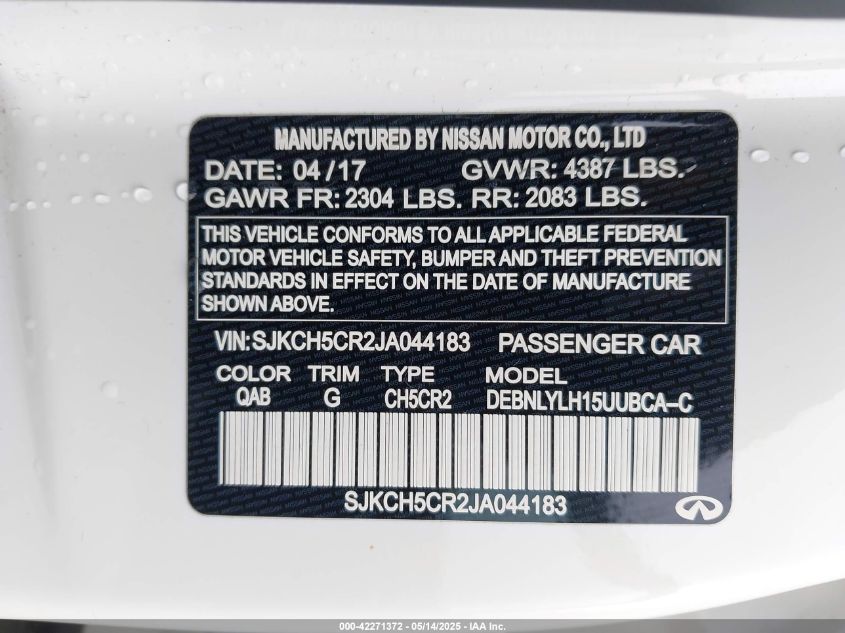 MANUFACTURED BY NISSAN MOTOR CO., LTD
DATE: 04/17 GVWR: 4387 LBS.
GAWR FR: 2304 LBS. RR: 2083 LBS.
THIS VEHICLE CONFORMS TO ALL APPLICABLE FEDERAL
MOTOR VEHICLE SAFETY, BUMPER AND THEFT PREVENTION
STANDARDS IN EFFECT ON THE DATE OF MANUFACTURE
SHOWN ABOVE.
VIN:SJKCH5CR2JA044183 PASSENGER CAR
COLOR TRIM TYPE MODEL
QAB G CH5CR2 DEBNLYLH15UUBCA-C
SJKCH5CR2JA044183
000-42271372 - 05/14/2025 - IAA Inc.